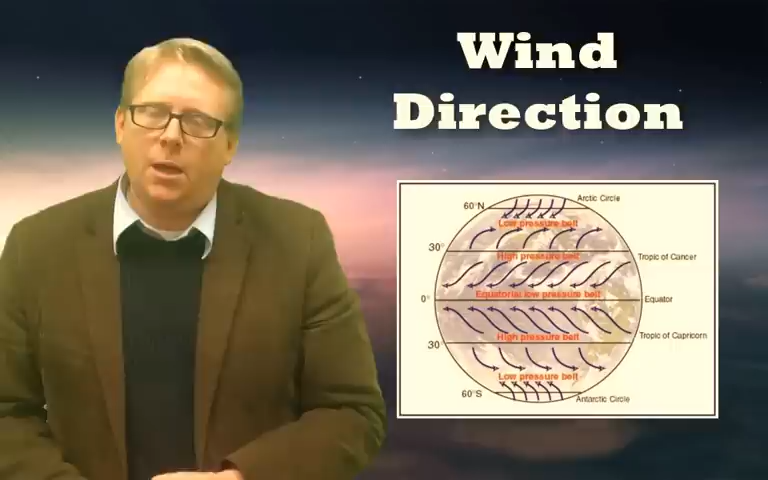 Wind
Direction
60°N
Arctic Circle
Low pressure belt
30°
High pressure belt
Tropic of Cancer
Equatorial low pressure belt
0°
Equator
High pressure belt
Tropic of Capricorn
30°
Low pressure belt
60°S
Antarctic Circle